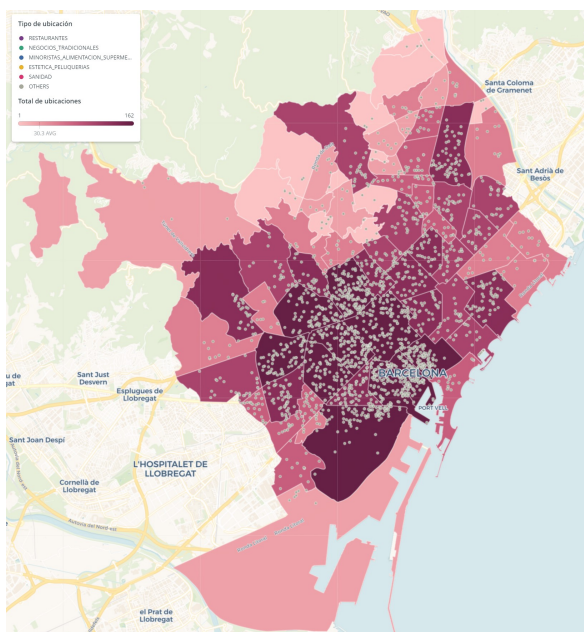 Tipo de ubicación
RESTAURANTES
NEGOCIOS_TRADICIONALES
MINORISTAS_ALIMENTACION_SUPERME...
ESTETICA_PELUQUERIAS
SANIDAD
OTHERS
Total de ubicaciones
1 162
30.3 AVG
Santa Coloma
de Gramenet
Sant Adrià de
Besòs
BARCELONA
PORT VELL
u de
gat
Sant Just
Desvern
Esplugues de
Llobregat
Sant Joan Despí
L'HOSPITALET DE
LLOBREGAT
Cornellà de
Llobregat
el Prat de
Llobregat